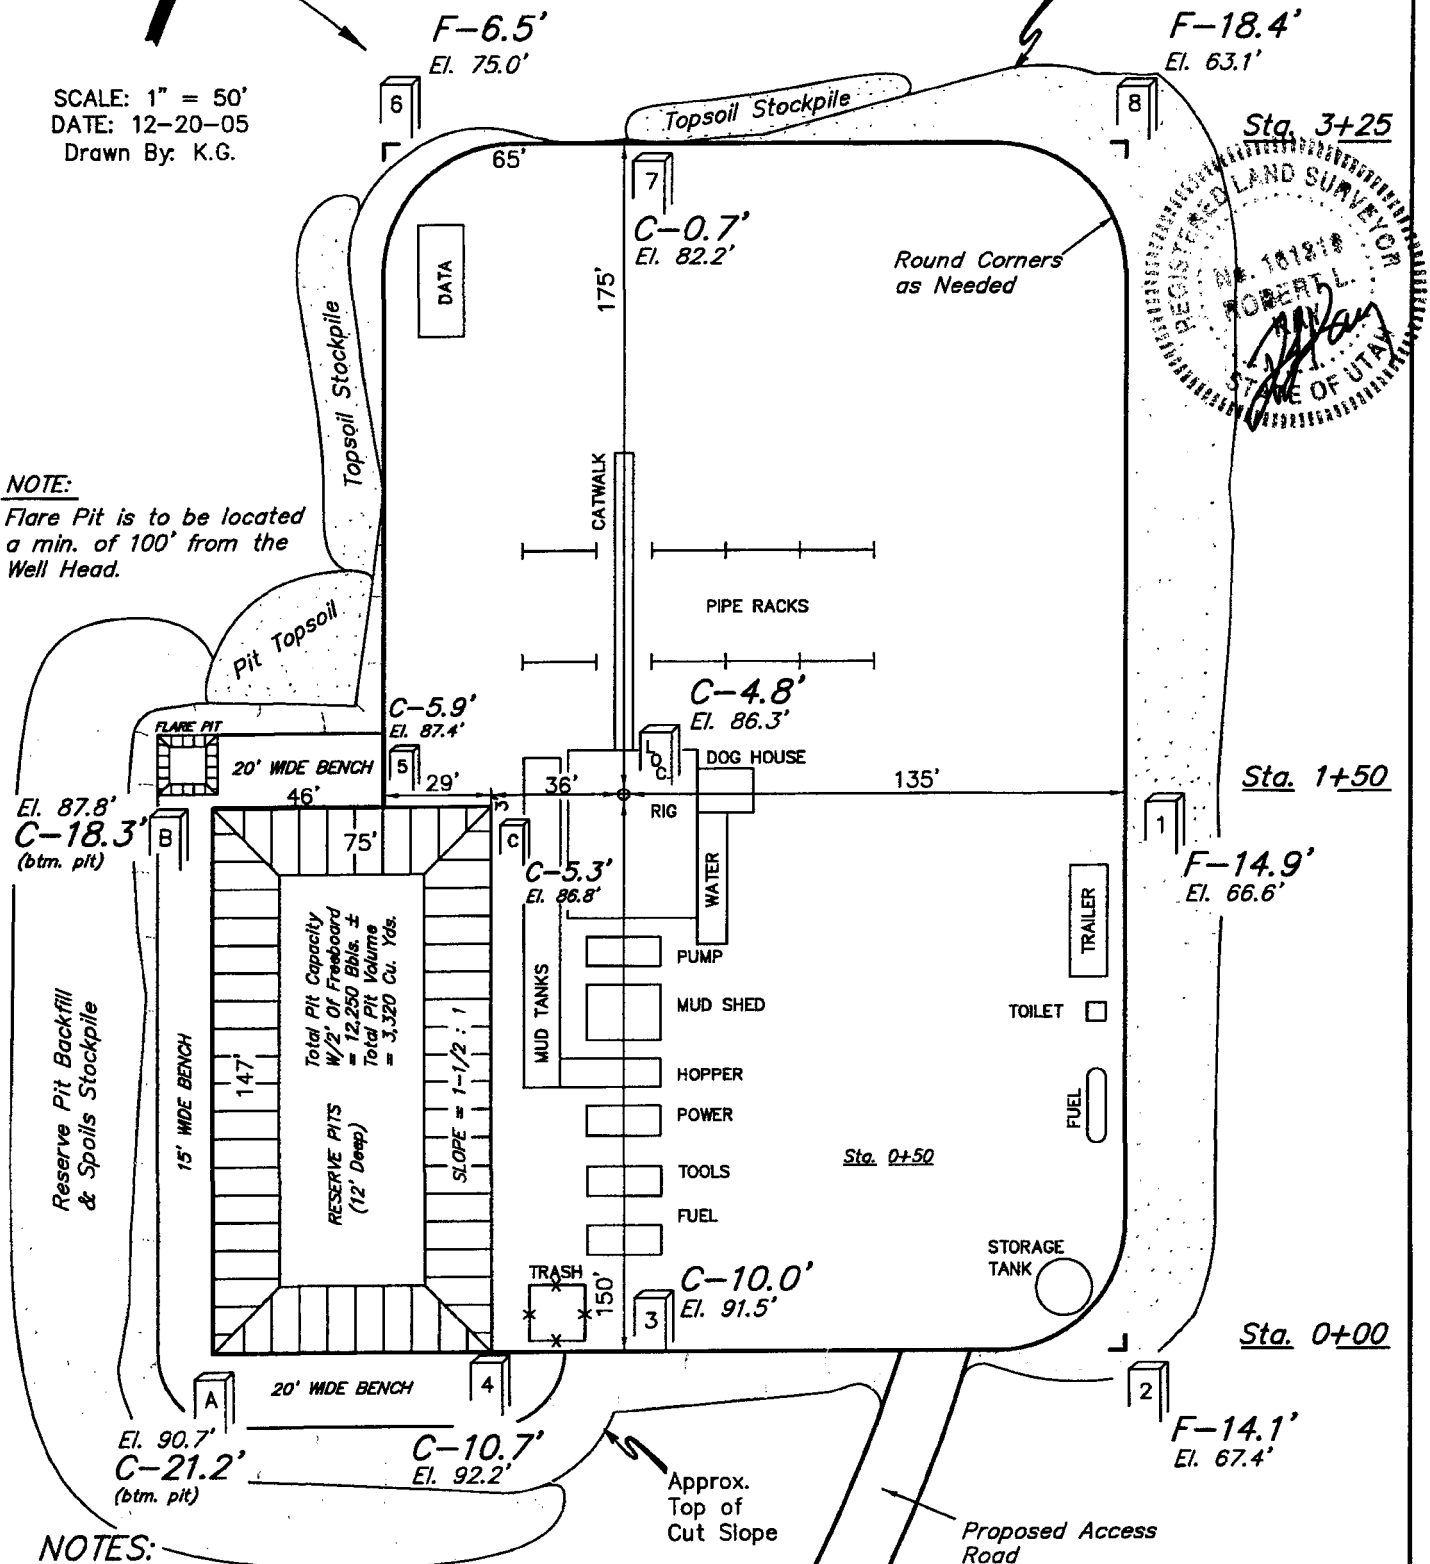 F-6.5'
El. 75.0'
F-18.4'
El. 63.1'
SCALE: 1" = 50'
DATE: 12-20-05
Drawn By: K.G.
6
8
Topsoil Stockpile
Sta. 3+25
65'
7
C-0.7'
El. 82.2'
175'
DATA
Round Corners
as Needed
REGISTERED LAND SURVEYOR
ROBERT L.
STATE OF UTAH
Topsoil Stockpile
NOTE:
Flare Pit is to be located
a min. of 100' from the
Well Head.
CATWALK
PIPE RACKS
Pit Topsoil
C-4.8'
El. 86.3'
C-5.9'
El. 87.4'
FLARE PIT
20' WIDE BENCH
5
LOC.
DOG HOUSE
Sta. 1+50
46'
29'
3'
36'
RIG
135'
El. 87.8'
C-18.3'
(btm. pit)
B
75'
C
C-5.3'
El. 86.8'
WATER
1
F-14.9'
El. 66.6'
TRAILER
Total Pit Capacity
W/2' Of Freeboard
= 12,250 Bbls. ±
Total Pit Volume
= 3,320 Cu. Yds.
RESERVE PITS
(12' Deep)
SLOPE = 1-1/2 : 1
147'
15' WIDE BENCH
Reserve Pit Backfill
& Spoils Stockpile
MUD TANKS
PUMP
MUD SHED
HOPPER
POWER
TOOLS
FUEL
TOILET
FUEL
Sta. 0+50
STORAGE
TANK
TRASH
150'
3
C-10.0'
El. 91.5'
Sta. 0+00
A
20' WIDE BENCH
4
2
El. 90.7'
C-21.2'
(btm. pit)
C-10.7'
El. 92.2'
F-14.1'
El. 67.4'
Approx.
Top of
Cut Slope
Proposed Access
Road
NOTES: